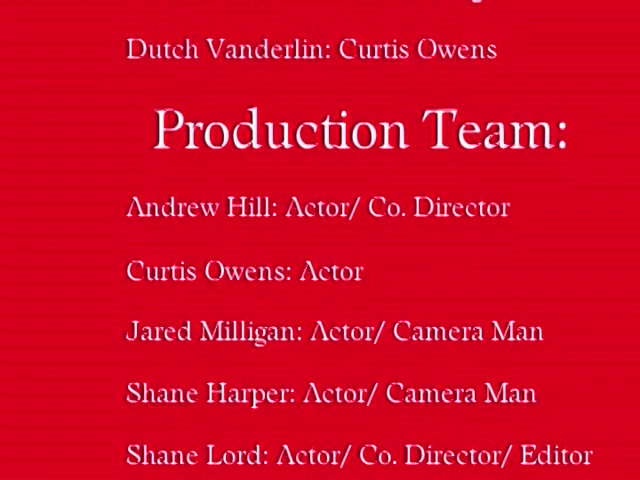 Dutch Vanderlin: Curtis Owens
Production Team:
Andrew Hill: Actor/ Co. Director
Curtis Owens: Actor
Jared Milligan: Actor/ Camera Man
Shane Harper: Actor/ Camera Man
Shane Lord: Actor/ Co. Director/ Editor